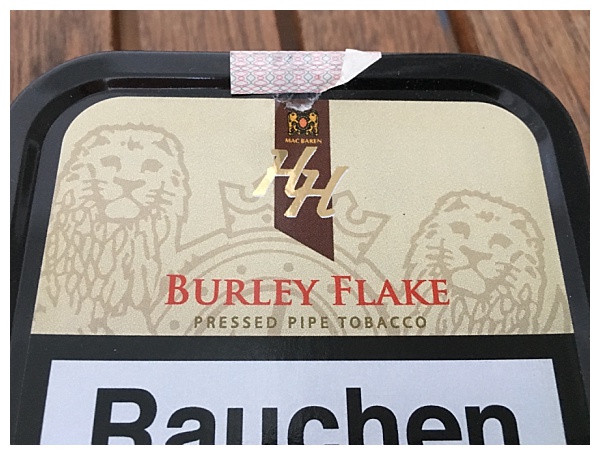 MAC BAREN
HH
BURLEY FLAKE
PRESSED PIPE TOBACCO
Rauchen